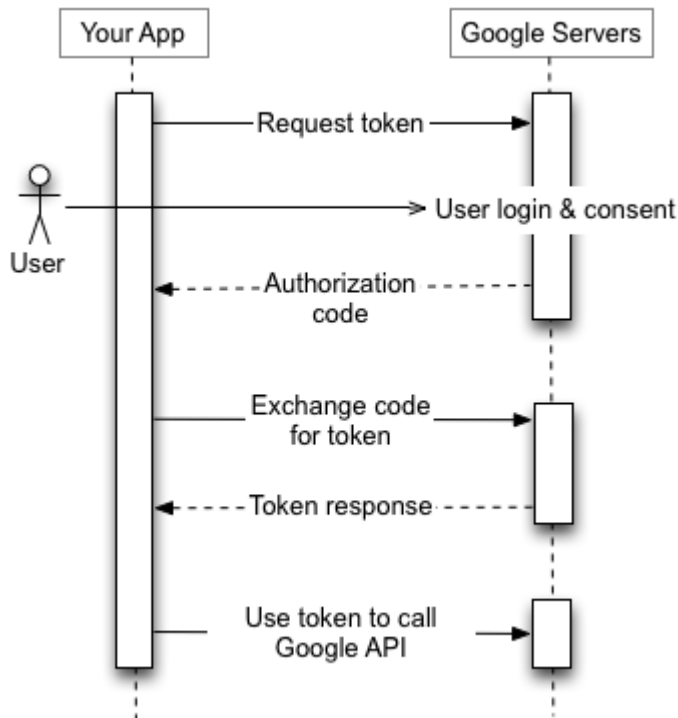 Your App
Google Servers
Request token
User login & consent
User
Authorization
code
Exchange code
for token
Token response
Use token to call
Google API